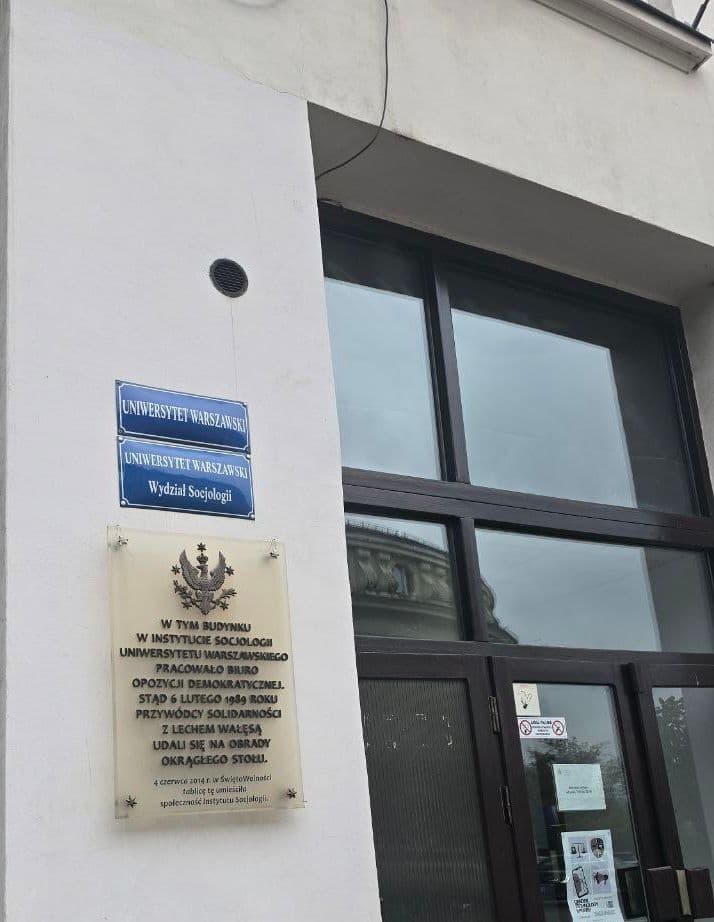 UNIWERSYTET WARSZAWSKI
UNIWERSYTET WARSZAWSKI
Wydział Socjologii
W TYM BUDYNKU
W INSTYTUCIE SOCJOLOGII
UNIWERSYTETU WARSZAWSKIEGO
PRACOWAŁO BIURO
OPOZYCJI DEMOKRATYCZNEJ.
STĄD 6 LUTEGO 1989 ROKU
PRZYWÓDCY SOLIDARNOŚCI
Z LECHEM WAŁĘSĄ
UDALI SIĘ NA OBRADY
OKRĄGŁEGO STOŁU.
4 czerwca 2014 r. w Święto Wolności
tablicę tę umieściła
społeczność Instytutu Socjologii.